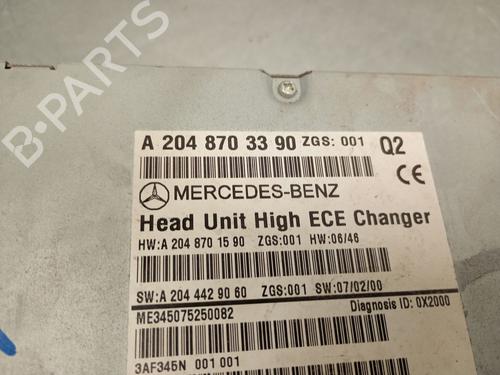 B-PARTS
A 204 870 33 90 ZGS: 001 Q2
MERCEDES-BENZ CE
Head Unit High ECE Changer
HW:A 204 870 15 90 ZGS:001 HW:06/46
SW:A 204 442 90 60 ZGS:001 SW:07/02/00
ME345075250082 Diagnosis ID: 0X2000
3AF345N 001 001